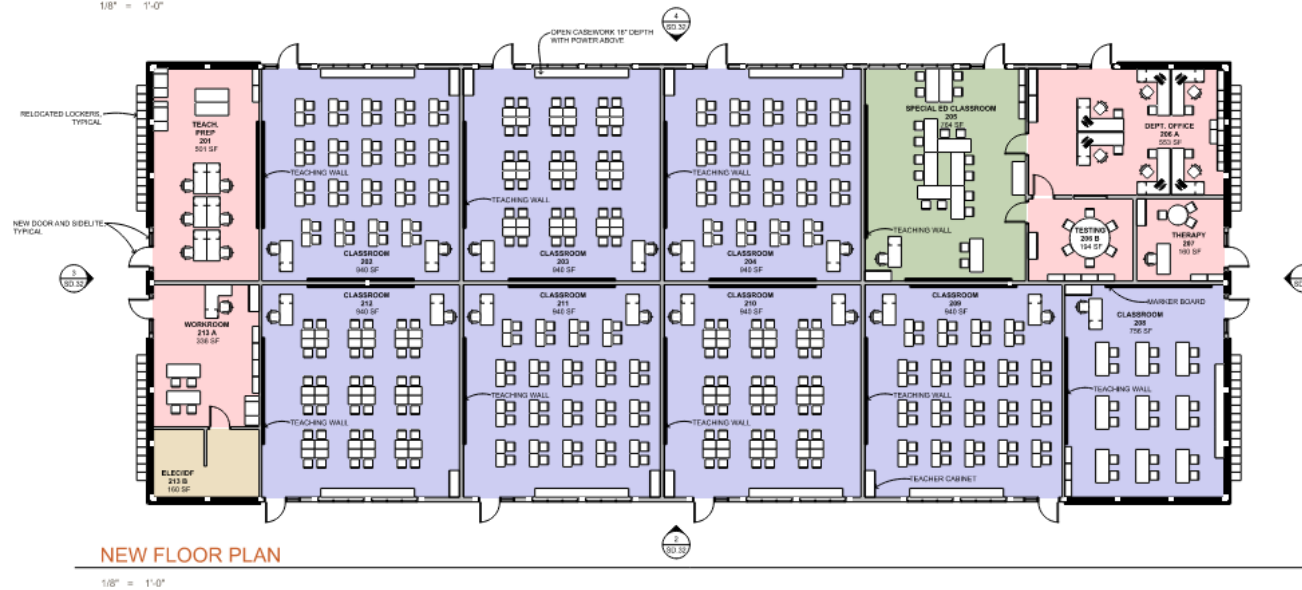 1/8" = 1'-0"
4
SD.32
OPEN CASEWORK 18" DEPTH
WITH POWER ABOVE
RELOCATED LOCKERS,
TYPICAL
TEACH.
PREP
201
501 SF
SPECIAL ED CLASSROOM
205
764 SF
DEPT. OFFICE
206 A
553 SF
TEACHING WALL
TEACHING WALL
TEACHING WALL
NEW DOOR AND SIDELITE,
TYPICAL
TEACHING WALL
TESTING
206 B
194 SF
THERAPY
207
160 SF
CLASSROOM
202
940 SF
CLASSROOM
203
940 SF
CLASSROOM
204
940 SF
3
SD.32
CLASSROOM
212
940 SF
CLASSROOM
211
940 SF
CLASSROOM
210
940 SF
CLASSROOM
209
940 SF
MARKER BOARD
CLASSROOM
208
756 SF
WORKROOM
213 A
336 SF
TEACHING WALL
TEACHING WALL
TEACHING WALL
TEACHING WALL
TEACHING WALL
ELEC/IDF
213 B
160 SF
TEACHER CABINET
2
SD.32
NEW FLOOR PLAN
1/8" = 1'-0"